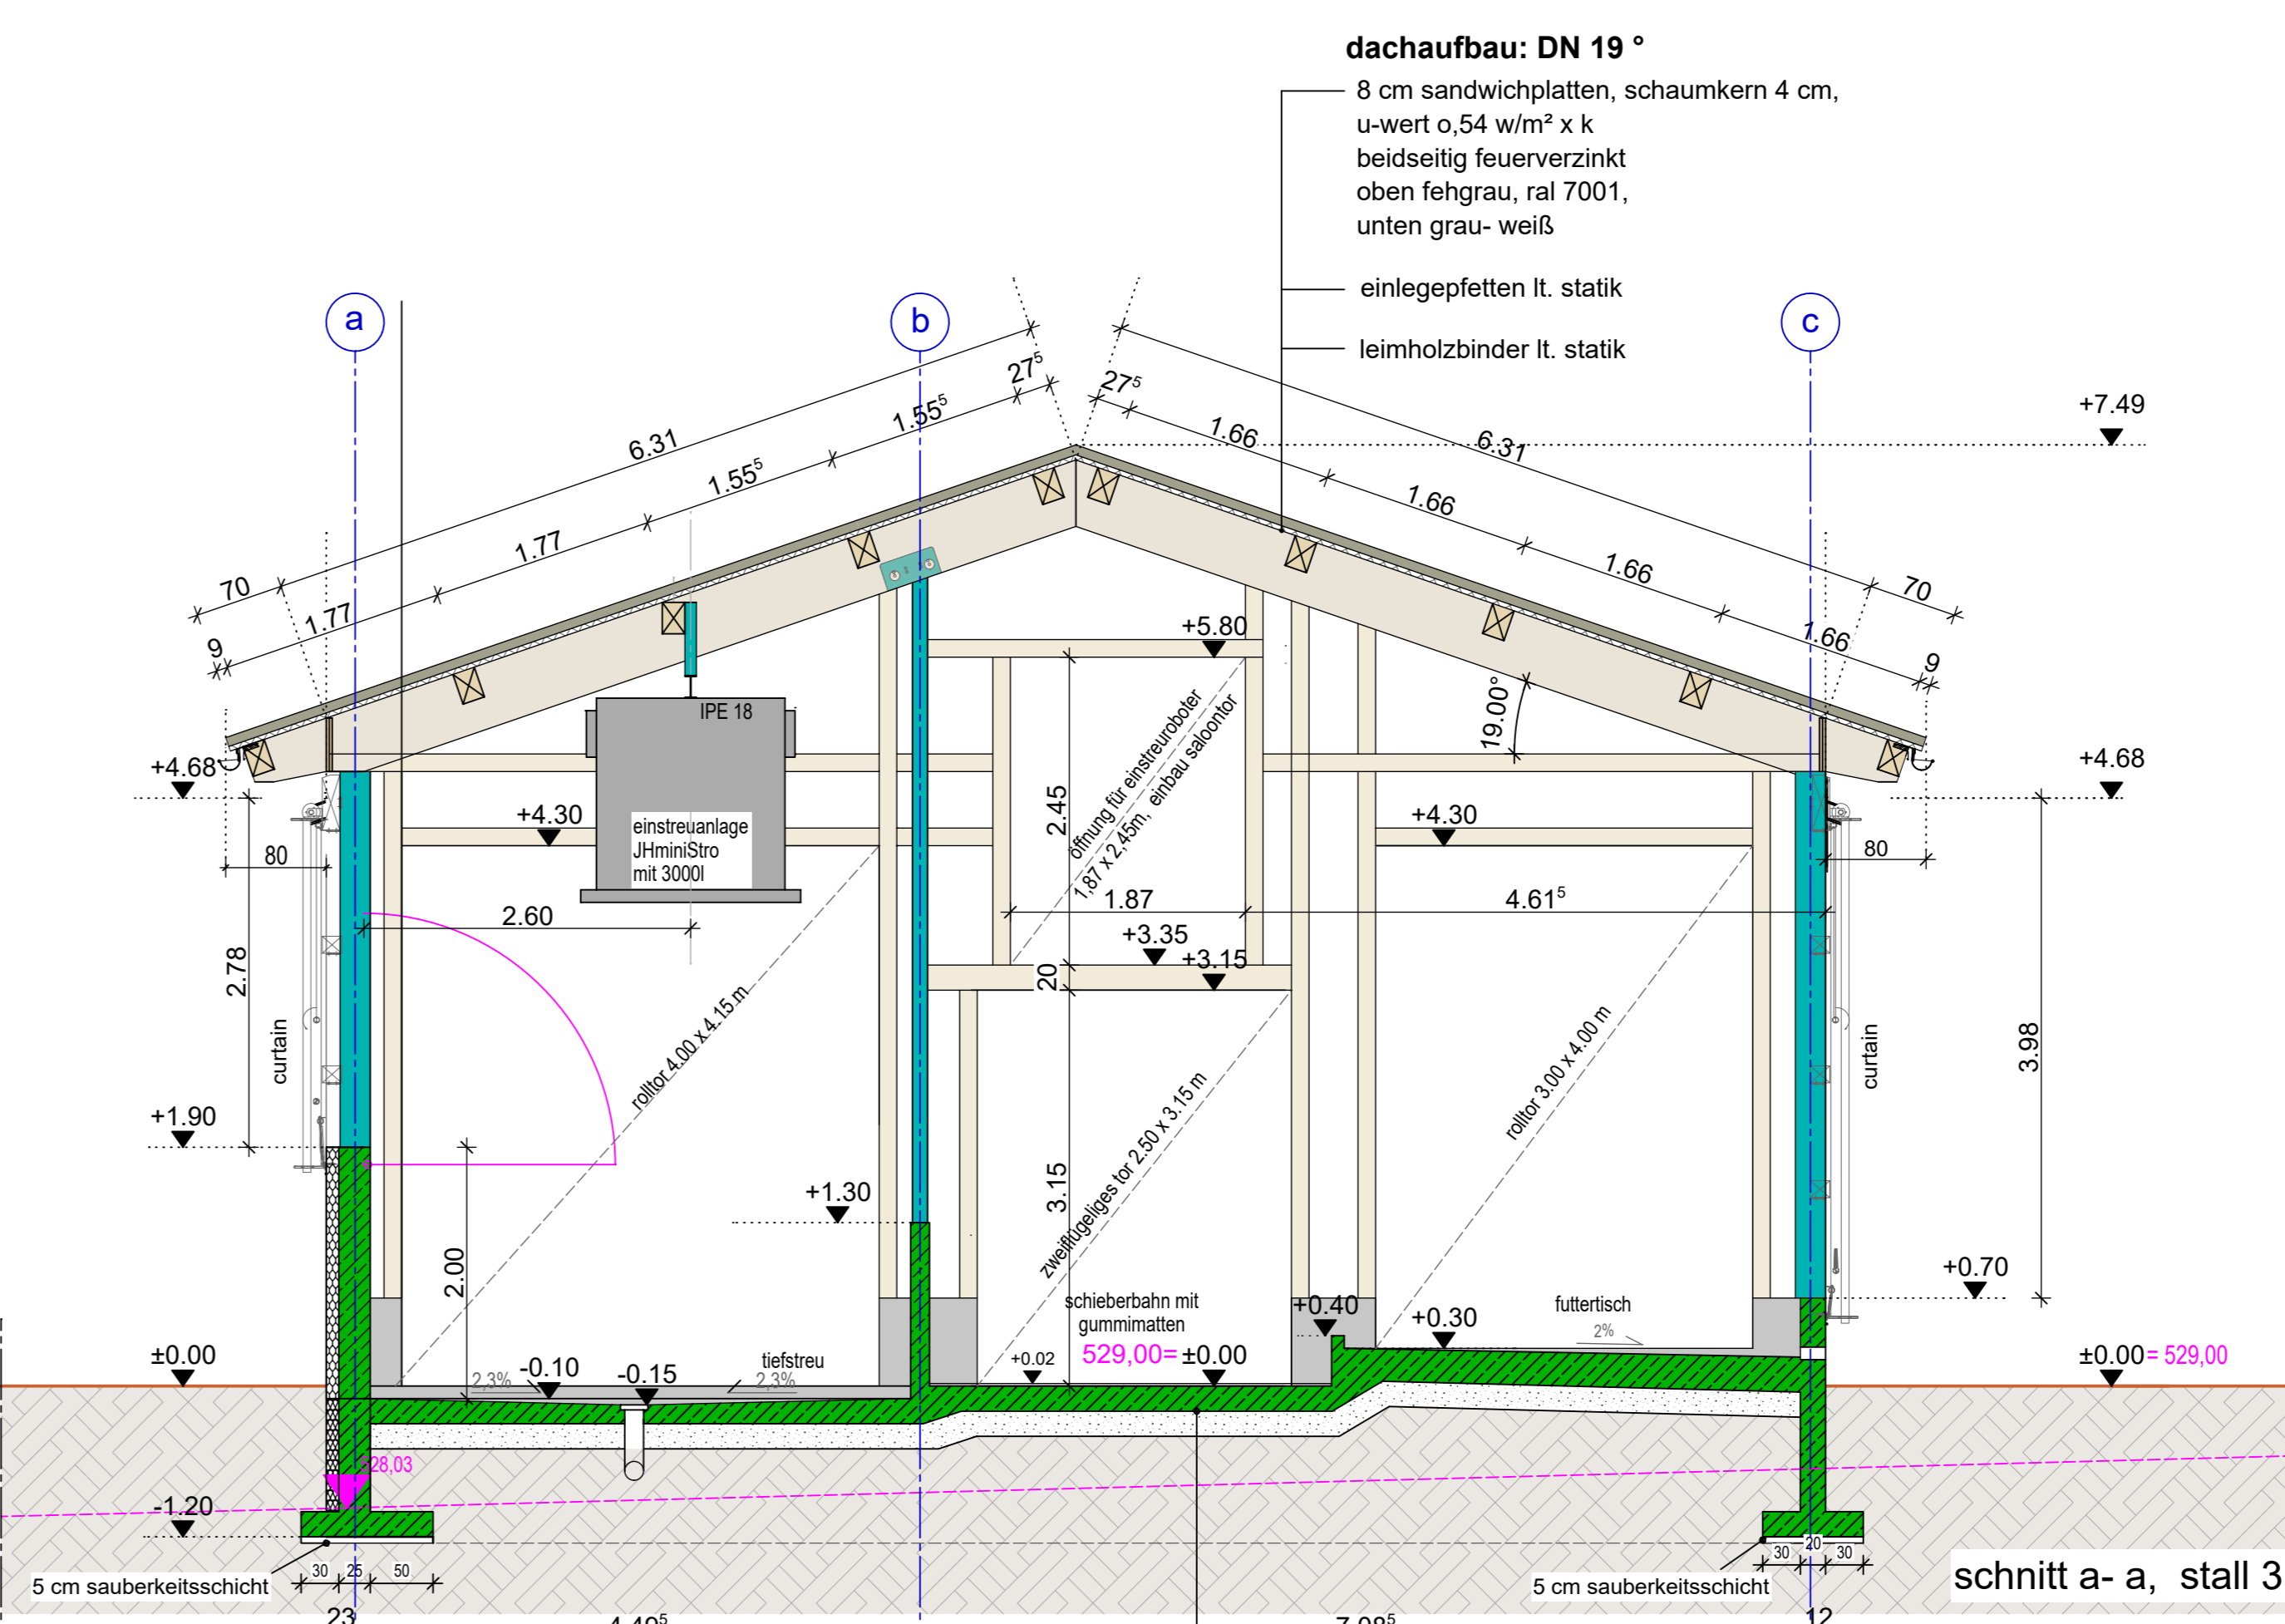 dachaufbau: DN 19 °
8 cm sandwichplatten, schaumkern 4 cm,
u-wert o,54 w/m² x k
beidseitig feuerverzinkt
oben fehgrau, ral 7001,
unten grau- weiß
einlegepfetten lt. statik
leimholzbinder lt. statik
a
b
c
+7.49
6.31
27⁵
1.55⁵
1.55⁵
1.77
1.77
70
9
27⁵
1.66
6.31
1.66
1.66
1.66
70
9
+5.80
19.00°
IPE 18
+4.68
+4.68
+4.30
+4.30
einstreuanlage
JHminiStro
mit 3000l
öffnung für einstreuroboter
1,87 x 2,45m, einbau saloontor
2.45
80
80
2.60
1.87
4.61⁵
+3.35
+3.15
20
2.78
3.98
curtain
curtain
rolltor 4.00 x 4.15 m
zweiflügeliges tor 2.50 x 3.15 m
rolltor 3.00 x 4.00 m
+1.90
+1.30
3.15
2.00
+0.70
schieberbahn mit
gummimatten
+0.40
+0.30
futtertisch
2%
±0.00
529,00= ±0.00
±0.00 = 529,00
+0.02
tiefstreu
2,3%
-0.10
-0.15
2,3%
528,03
-1.20
5 cm sauberkeitsschicht
30
25
50
5 cm sauberkeitsschicht
30
20
30
schnitt a- a, stall 3
23
4.49⁵
7.08⁵
12